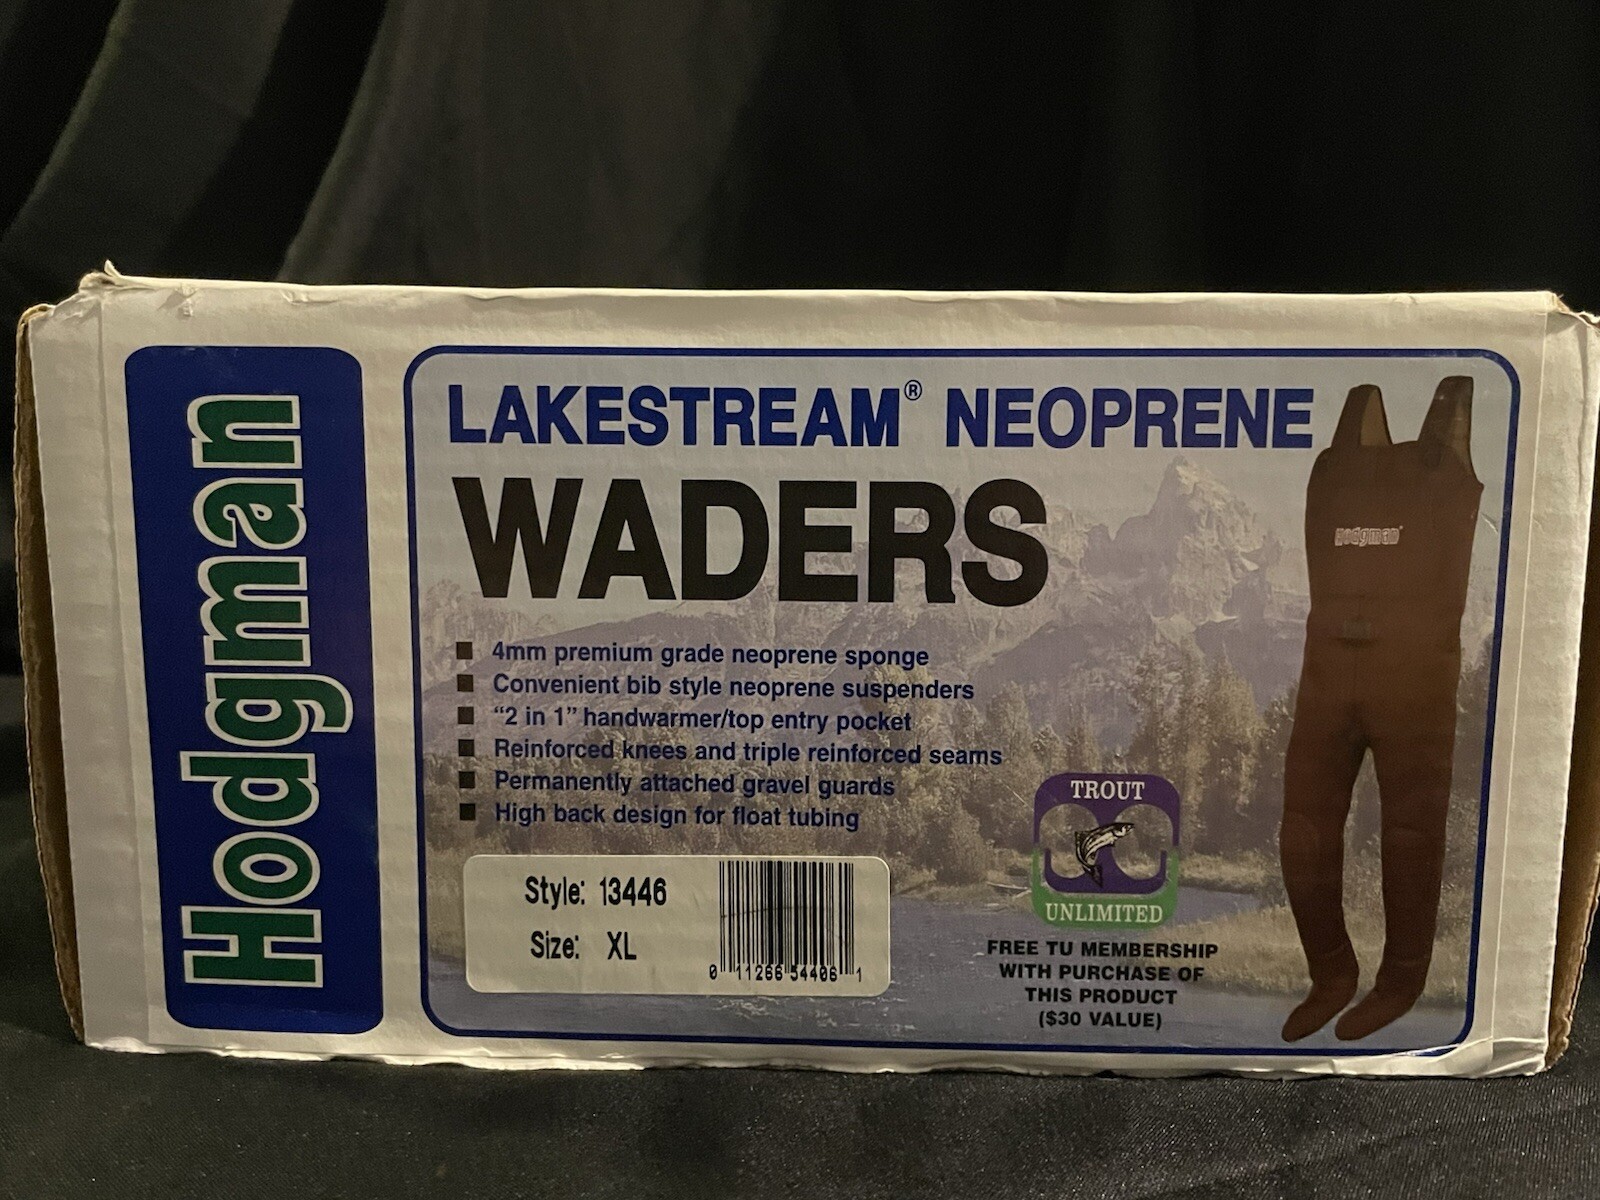 Hodgman
LAKESTREAM® NEOPRENE
WADERS
■ 4mm premium grade neoprene sponge
■ Convenient bib style neoprene suspenders
■ “2 in 1” handwarmer/top entry pocket
■ Reinforced knees and triple reinforced seams
■ Permanently attached gravel guards
■ High back design for float tubing
Style: 13446
Size: XL
0 11266 54406 1
TROUT
UNLIMITED
FREE TU MEMBERSHIP
WITH PURCHASE OF
THIS PRODUCT
($30 VALUE)
Hodgman®